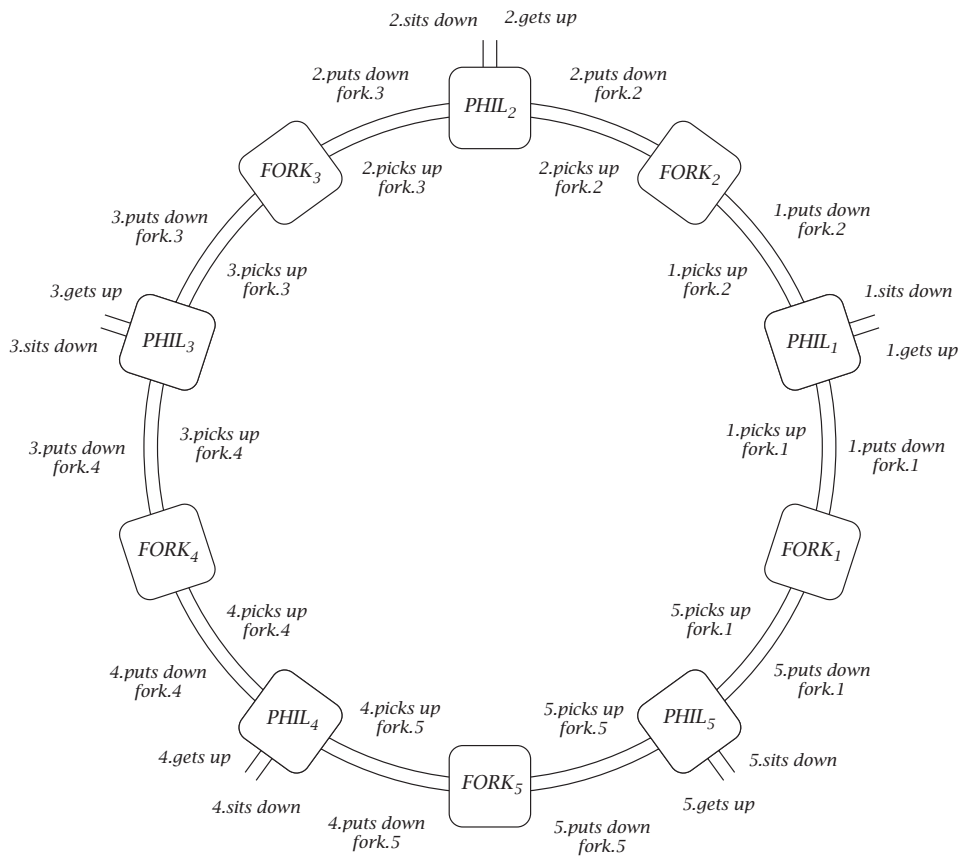 2.sits down
2.gets up
2.puts down
fork.3
2.puts down
fork.2
PHIL2
2.picks up
fork.3
2.picks up
fork.2
FORK3
FORK2
3.puts down
fork.3
1.puts down
fork.2
3.picks up
fork.3
1.picks up
fork.2
3.gets up
1.sits down
PHIL3
PHIL1
3.sits down
1.gets up
3.puts down
fork.4
3.picks up
fork.4
1.picks up
fork.1
1.puts down
fork.1
FORK4
FORK1
4.picks up
fork.4
5.picks up
fork.1
4.puts down
fork.4
5.puts down
fork.1
PHIL4
4.picks up
fork.5
5.picks up
fork.5
PHIL5
4.gets up
5.sits down
4.sits down
FORK5
5.gets up
4.puts down
fork.5
5.puts down
fork.5